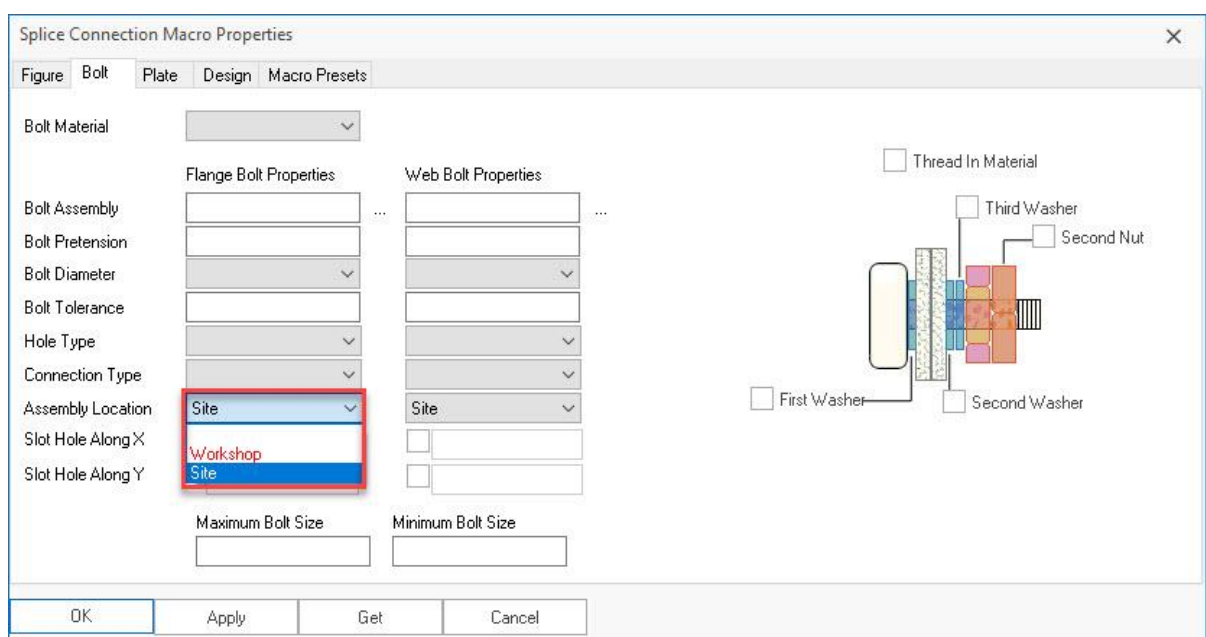 Splice Connection Macro Properties
Figure Bolt Plate Design Macro Presets
Bolt Material
Thread In Material
Flange Bolt Properties Web Bolt Properties
Bolt Assembly ... ...
Third Washer
Bolt Pretension
Second Nut
Bolt Diameter
Bolt Tolerance
Hole Type
Connection Type
Assembly Location Site Site
First Washer Second Washer
Slot Hole Along X
Workshop
Slot Hole Along Y Site
Maximum Bolt Size Minimum Bolt Size
OK Apply Get Cancel